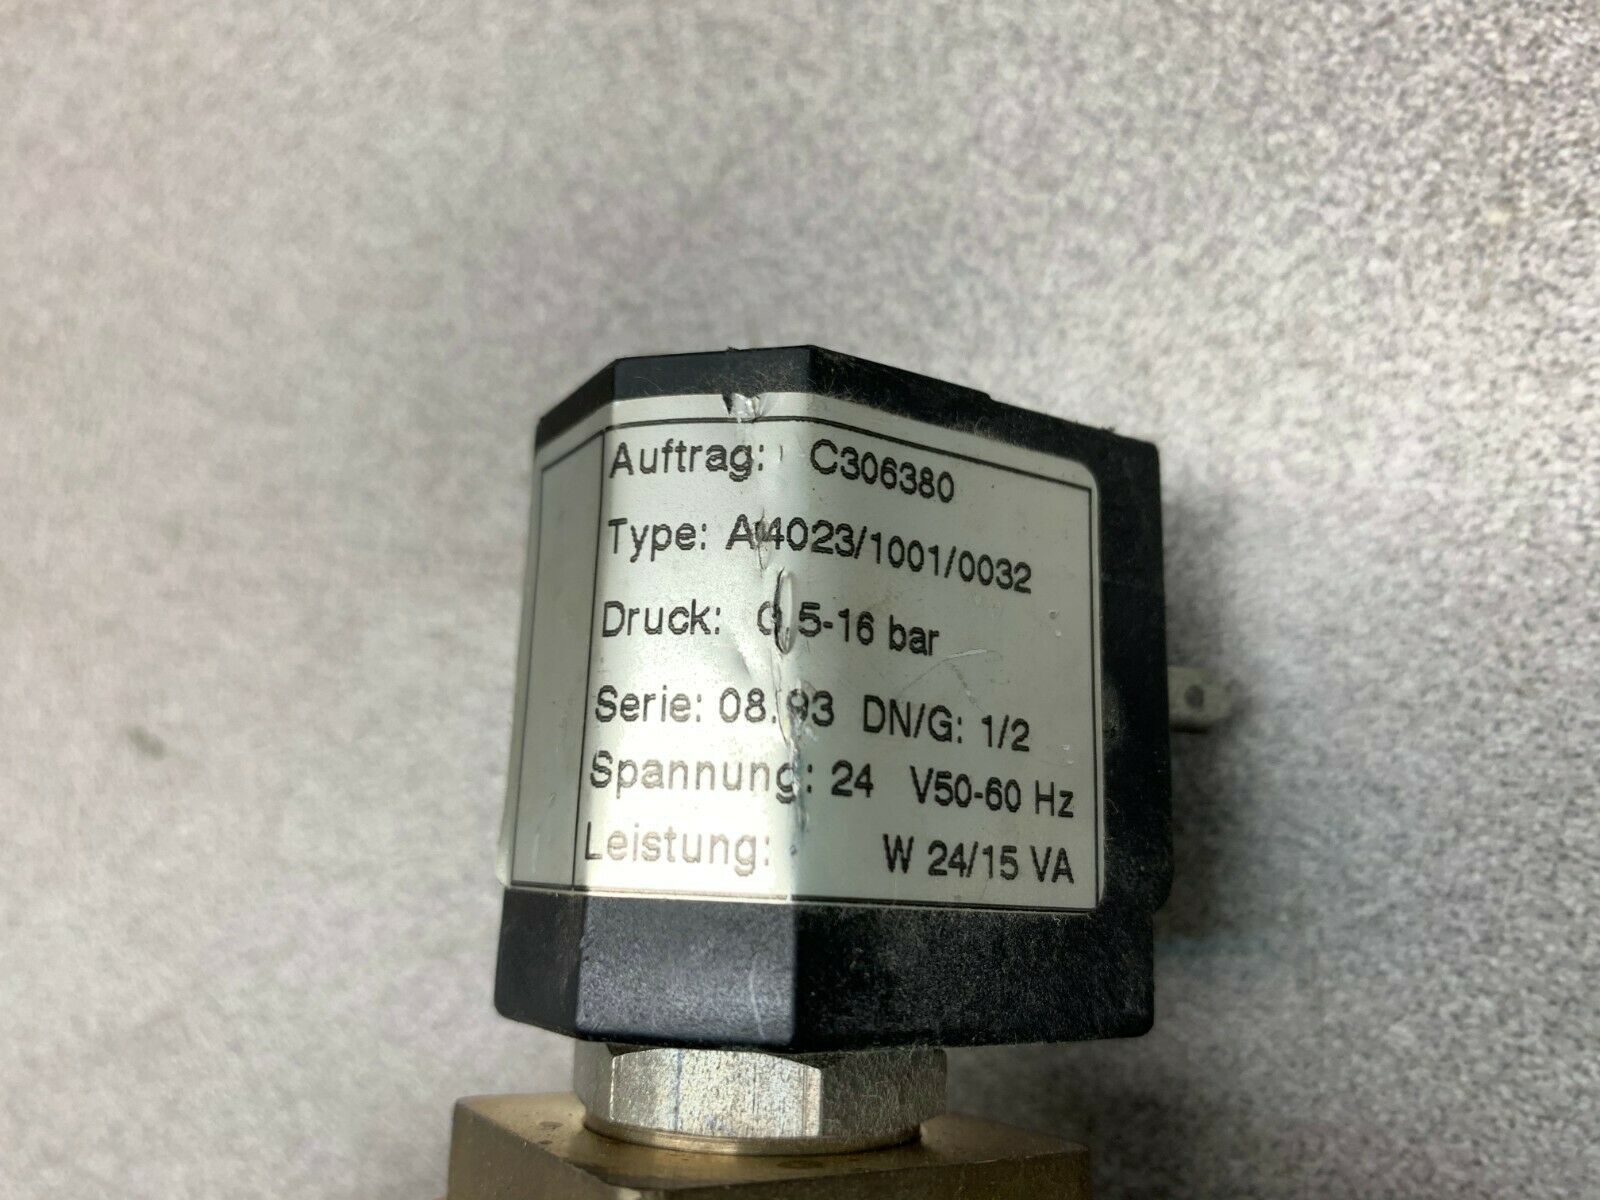 Auftrag: C306380
Type: A 4023/1001/0032
Druck: 0,5-16 bar
Serie: 08.93 DN/G: 1/2
Spannung: 24 V50-60 Hz
Leistung: W 24/15 VA